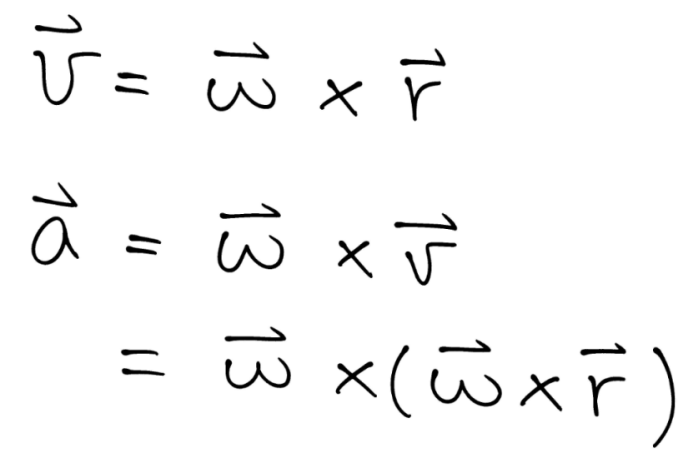 v⃗ = ω⃗ × r⃗
a⃗ = ω⃗ × v⃗
= ω⃗ × (ω⃗ × r⃗)